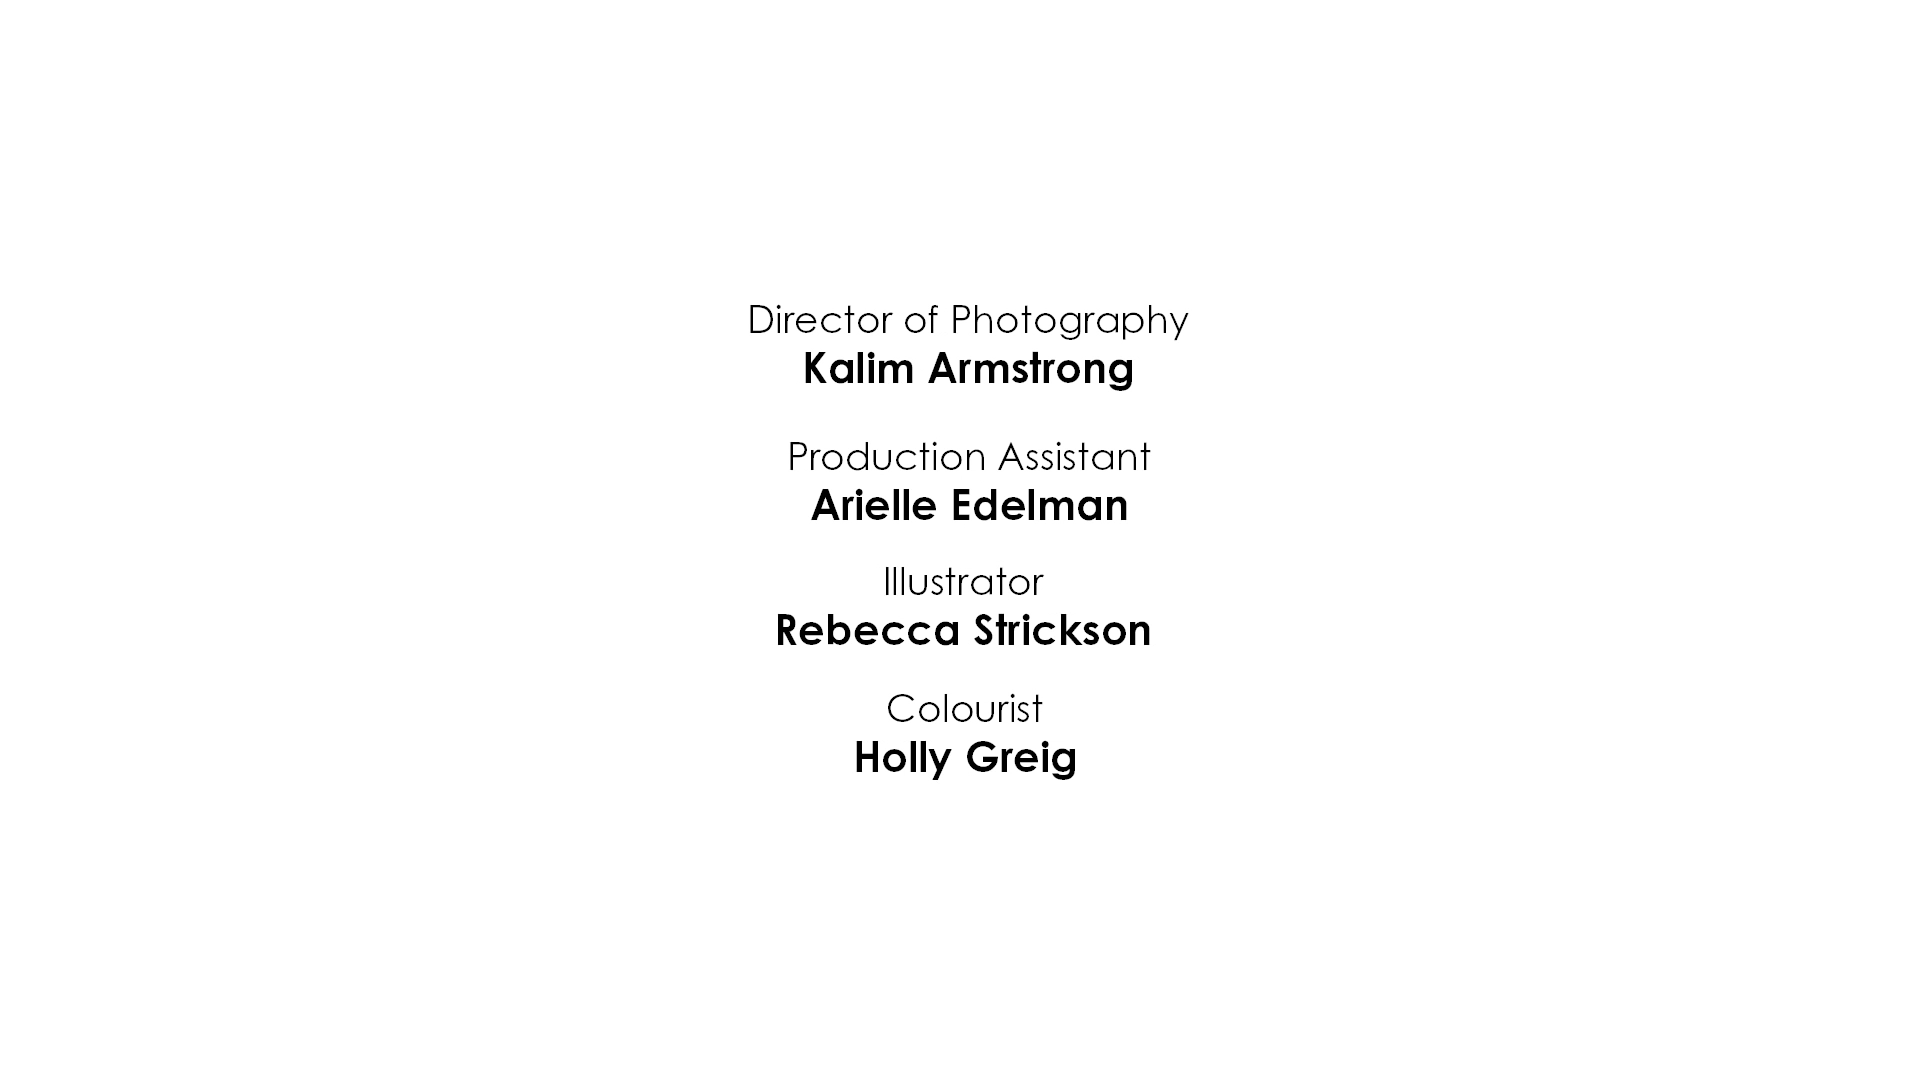 Director of Photography
Kalim Armstrong
Production Assistant
Arielle Edelman
Illustrator
Rebecca Strickson
Colourist
Holly Greig